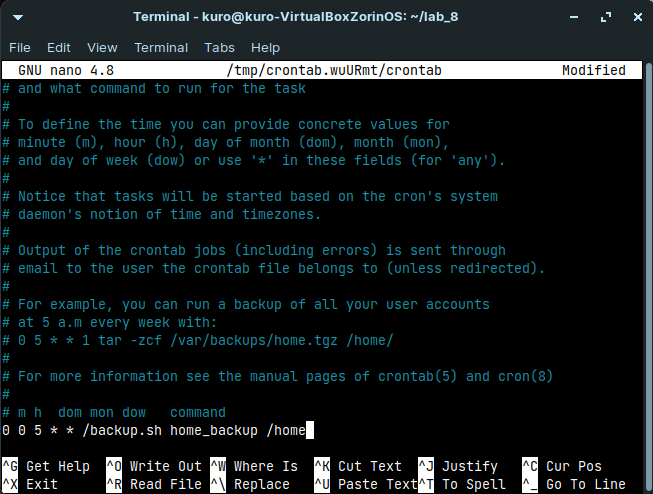 Terminal - kuro@kuro-VirtualBoxZorinOS: ~/lab_8
File Edit View Terminal Tabs Help
GNU nano 4.8 /tmp/crontab.wuURmt/crontab Modified
# and what command to run for the task
#
# To define the time you can provide concrete values for
# minute (m), hour (h), day of month (dom), month (mon),
# and day of week (dow) or use '*' in these fields (for 'any').
#
# Notice that tasks will be started based on the cron's system
# daemon's notion of time and timezones.
#
# Output of the crontab jobs (including errors) is sent through
# email to the user the crontab file belongs to (unless redirected).
#
# For example, you can run a backup of all your user accounts
# at 5 a.m every week with:
# 0 5 * * 1 tar -zcf /var/backups/home.tgz /home/
#
# For more information see the manual pages of crontab(5) and cron(8)
#
# m h  dom mon dow   command
0 0 5 * * /backup.sh home_backup /home
^G Get Help ^O Write Out ^W Where Is ^K Cut Text ^J Justify ^C Cur Pos
^X Exit ^R Read File ^\ Replace ^U Paste Text ^T To Spell ^_ Go To Line